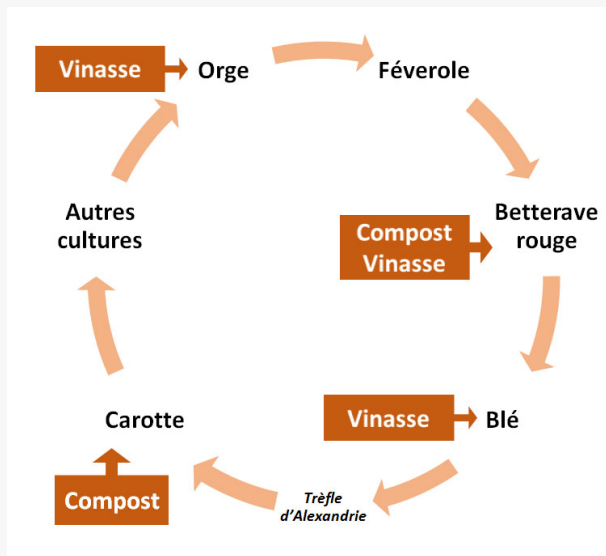 Vinasse
Orge
Féverole
Betterave
rouge
Compost
Vinasse
Vinasse
Blé
Trèfle
d'Alexandrie
Carotte
Compost
Autres
cultures